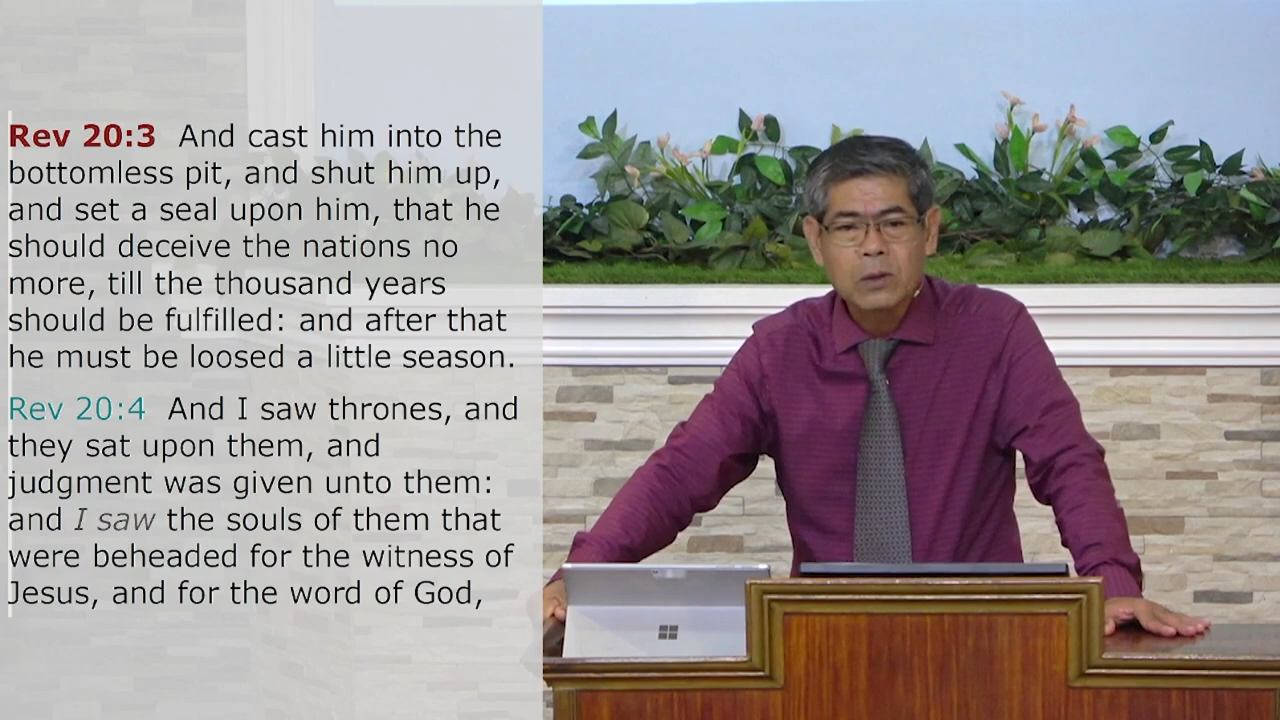 Rev 20:3 And cast him into the
bottomless pit, and shut him up,
and set a seal upon him, that he
should deceive the nations no
more, till the thousand years
should be fulfilled: and after that
he must be loosed a little season.
Rev 20:4 And I saw thrones, and
they sat upon them, and
judgment was given unto them:
and I saw the souls of them that
were beheaded for the witness of
Jesus, and for the word of God,